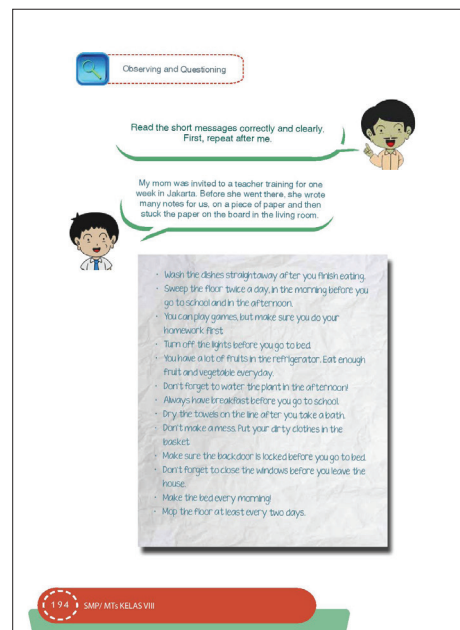 Observing and Questioning
Read the short messages correctly and clearly.
First, repeat after me.
My mom was invited to a teacher training for one
week in Jakarta. Before she went there, she wrote
many notes for us, on a piece of paper and then
stuck the paper on the board in the living room.
• Wash the dishes straightaway after you finish eating.
• Sweep the floor twice a day, in the morning before you
go to school and in the afternoon.
• You can play games, but make sure you do your
homework first.
• Turn off the lights before you go to bed.
• You have a lot of fruits in the refrigerator. Eat enough
fruit and vegetable everyday.
• Don't forget to water the plant in the afternoon!
• Always have breakfast before you go to school.
• Dry the towels on the line after you take a bath.
Don't make a mess. Put your dirty clothes in the
basket.
• Make sure the backdoor is locked before you go to bed.
• Don't forget to close the windows before you leave the
house.
• Make the bed every morning!
• Mop the floor at least every two days.
194 SMP/ MTs KELAS VIII